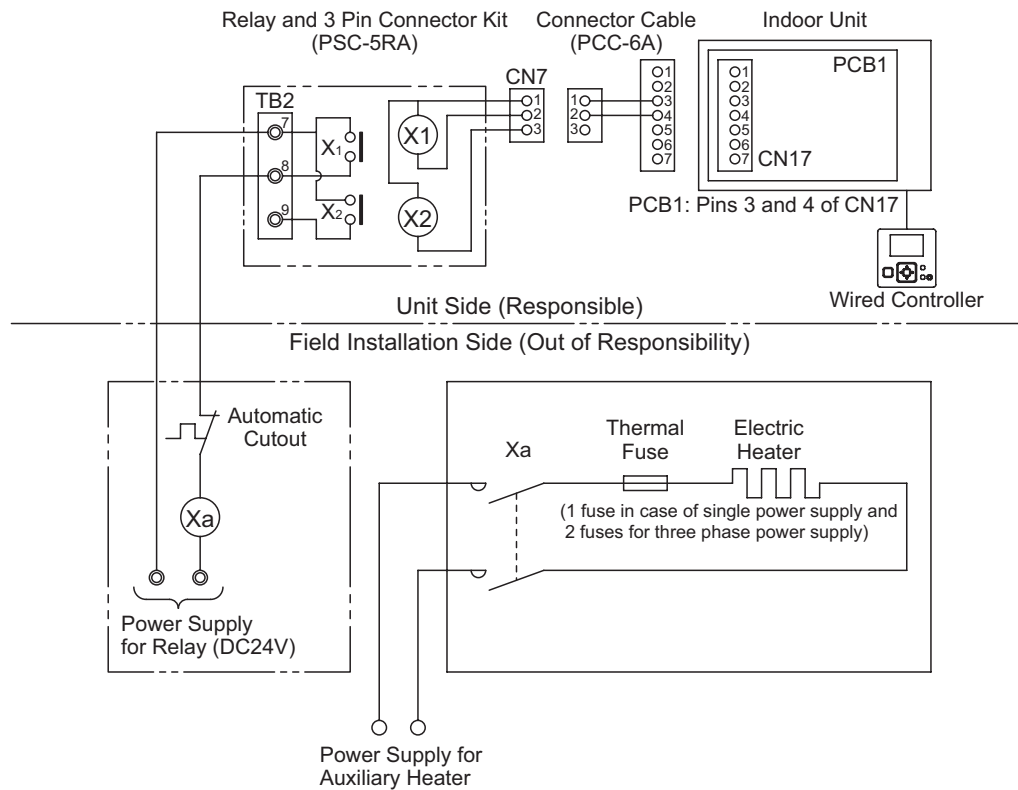 Relay and 3 Pin Connector Kit
(PSC-5RA)
Connector Cable
(PCC-6A)
Indoor Unit
TB2
7
8
9
X1
X2
X1
X2
CN7
1
2
3
1
2
3
1
2
3
4
5
6
7
1
2
3
4
5
6
7
CN17
PCB1
PCB1: Pins 3 and 4 of CN17
Wired Controller
Unit Side (Responsible)
Field Installation Side (Out of Responsibility)
Automatic
Cutout
Xa
Power Supply
for Relay (DC24V)
Xa
Thermal
Fuse
Electric
Heater
(1 fuse in case of single power supply and
2 fuses for three phase power supply)
Power Supply for
Auxiliary Heater